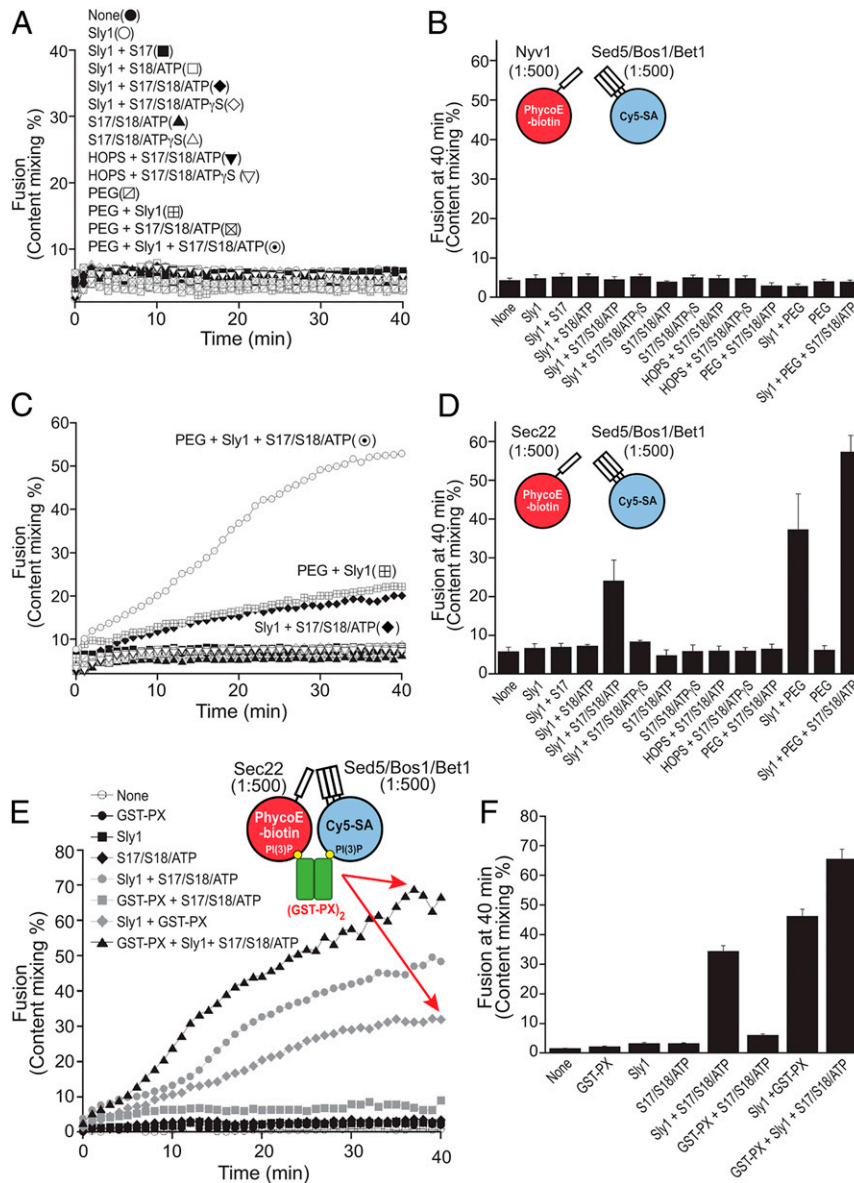 A
Fusion
(Content mixing %)
40
30
20
10
0
10
20
30
40
Time (min)
None(●)
Sly1(○)
Sly1 + S17(■)
Sly1 + S18/ATP(□)
Sly1 + S17/S18/ATP(◆)
Sly1 + S17/S18/ATPγS(◇)
S17/S18/ATP(▲)
S17/S18/ATPγS(△)
HOPS + S17/S18/ATP(▼)
HOPS + S17/S18/ATPγS (▽)
PEG(⍁)
PEG + Sly1(⊞)
PEG + S17/S18/ATP(⊠)
PEG + Sly1 + S17/S18/ATP(⊙)
B
Fusion at 40 min
(Content mixing %)
60
50
40
30
20
10
0
Nyv1
(1:500)
Sed5/Bos1/Bet1
(1:500)
PhycoE
-biotin
Cy5-SA
None
Sly1
Sly1 + S17
Sly1 + S18/ATP
Sly1 + S17/S18/ATP
Sly1 + S17/S18/ATPγS
S17/S18/ATP
S17/S18/ATPγS
HOPS + S17/S18/ATP
HOPS + S17/S18/ATPγS
PEG + S17/S18/ATP
Sly1 + PEG
PEG
Sly1 + PEG + S17/S18/ATP
C
Fusion
(Content mixing %)
60
50
40
30
20
10
0
10
20
30
40
Time (min)
PEG + Sly1 + S17/S18/ATP(⊙)
PEG + Sly1(⊞)
Sly1 + S17/S18/ATP(◆)
D
Fusion at 40 min
(Content mixing %)
60
50
40
30
20
10
0
Sec22
(1:500)
Sed5/Bos1/Bet1
(1:500)
PhycoE
-biotin
Cy5-SA
None
Sly1
Sly1 + S17
Sly1 + S18/ATP
Sly1 + S17/S18/ATP
Sly1 + S17/S18/ATPγS
S17/S18/ATP
S17/S18/ATPγS
HOPS + S17/S18/ATP
HOPS + S17/S18/ATPγS
PEG + S17/S18/ATP
Sly1 + PEG
PEG
Sly1 + PEG + S17/S18/ATP
E
None
GST-PX
Sly1
S17/S18/ATP
Sly1 + S17/S18/ATP
GST-PX + S17/S18/ATP
Sly1 + GST-PX
GST-PX + Sly1+ S17/S18/ATP
Sec22
(1:500)
Sed5/Bos1/Bet1
(1:500)
PhycoE
-biotin
Cy5-SA
PI(3)P
PI(3)P
(GST-PX)2
Fusion
(Content mixing %)
80
70
60
50
40
30
20
10
0
0
10
20
30
40
Time (min)
F
Fusion at 40 min
(Content mixing %)
80
70
60
50
40
30
20
10
0
None
GST-PX
Sly1
S17/S18/ATP
Sly1 + S17/S18/ATP
GST-PX + S17/S18/ATP
Sly1 +GST-PX
GST-PX + Sly1 + S17/S18/ATP